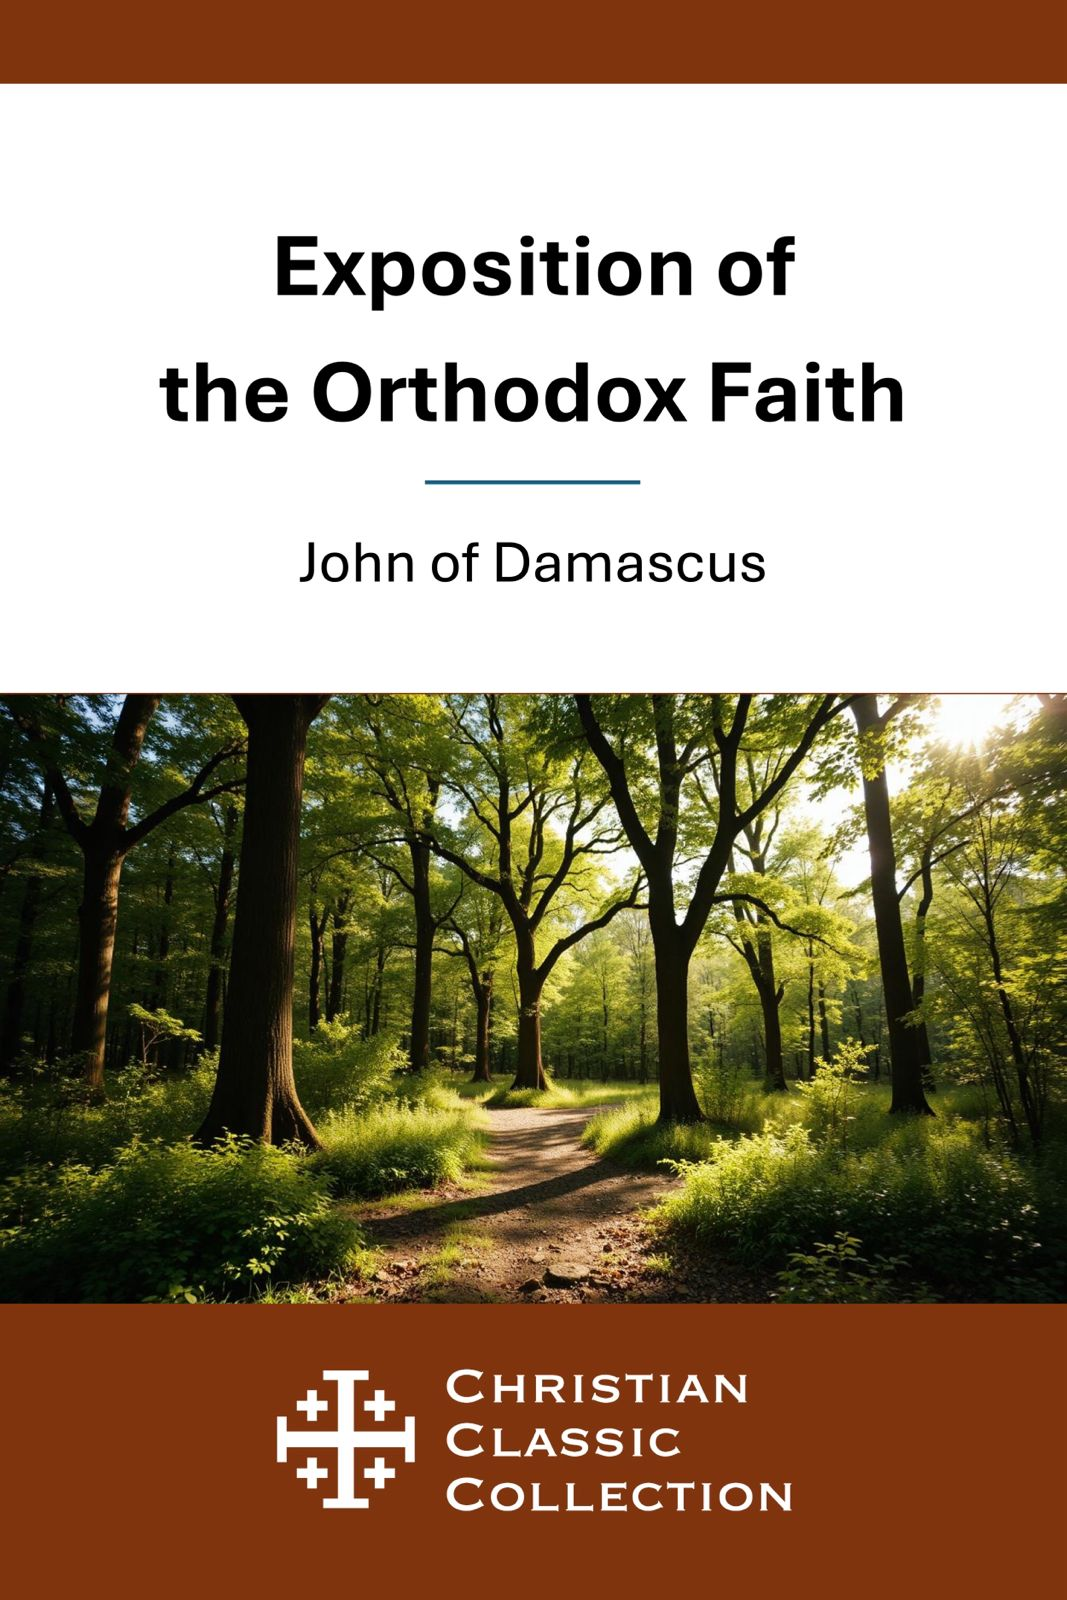 Exposition of
the Orthodox Faith
John of Damascus
CHRISTIAN
CLASSIC
COLLECTION